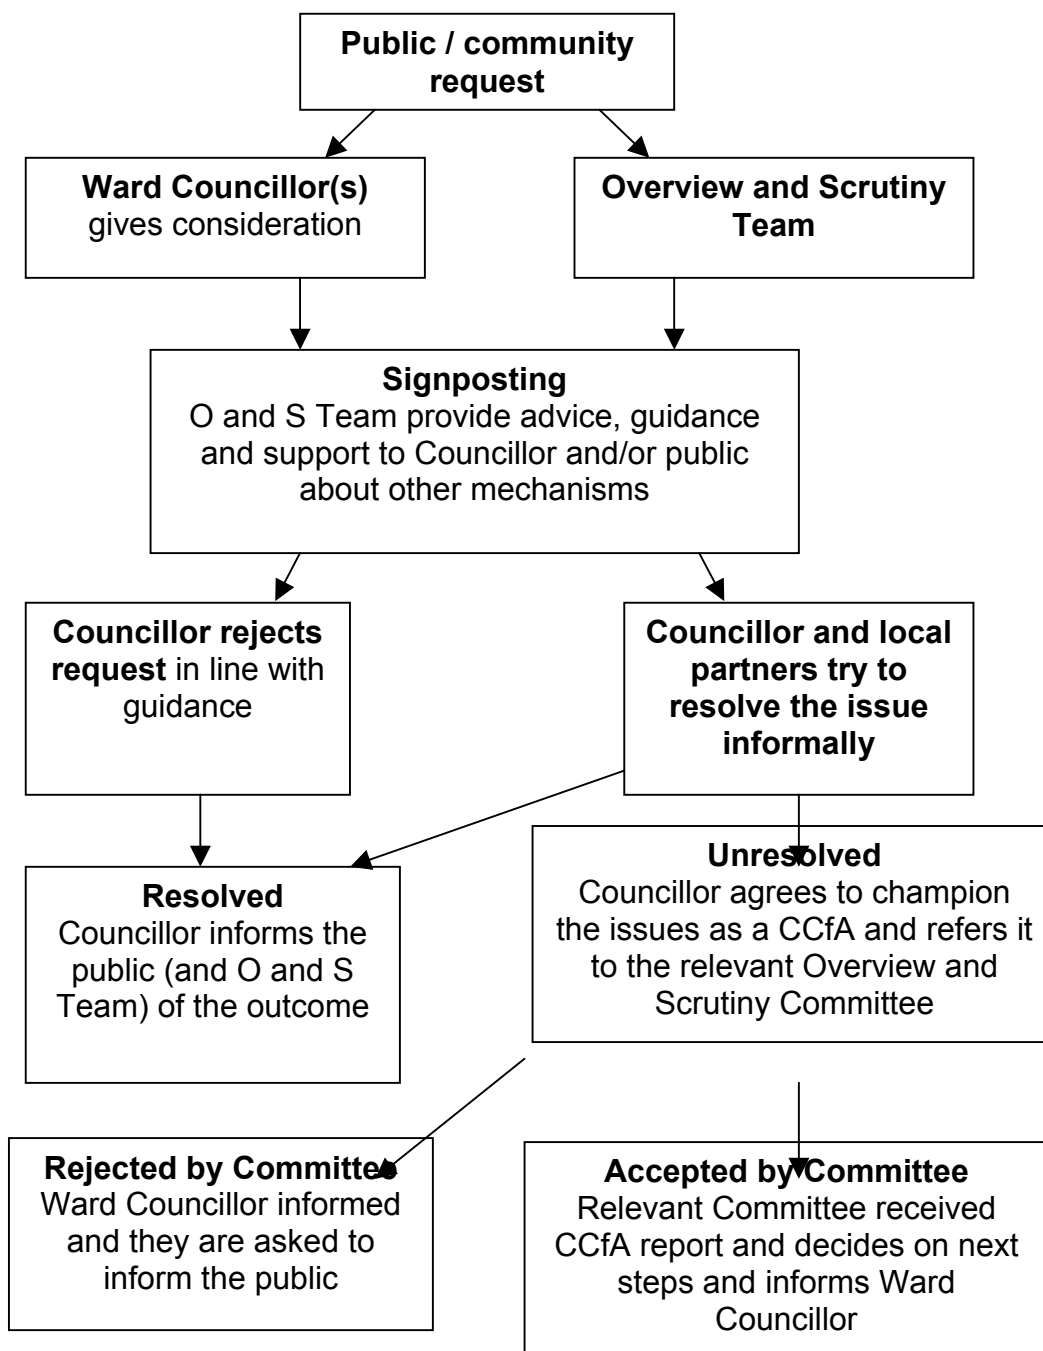 Public / community
request
Ward Councillor(s)
gives consideration
Overview and Scrutiny
Team
Signposting
O and S Team provide advice, guidance
and support to Councillor and/or public
about other mechanisms
Councillor rejects
request in line with
guidance
Councillor and local
partners try to
resolve the issue
informally
Resolved
Councillor informs the
public (and O and S
Team) of the outcome
Unresolved
Councillor agrees to champion
the issues as a CCfA and refers it
to the relevant Overview and
Scrutiny Committee
Rejected by Committee
Ward Councillor informed
and they are asked to
inform the public
Accepted by Committee
Relevant Committee received
CCfA report and decides on next
steps and informs Ward
Councillor